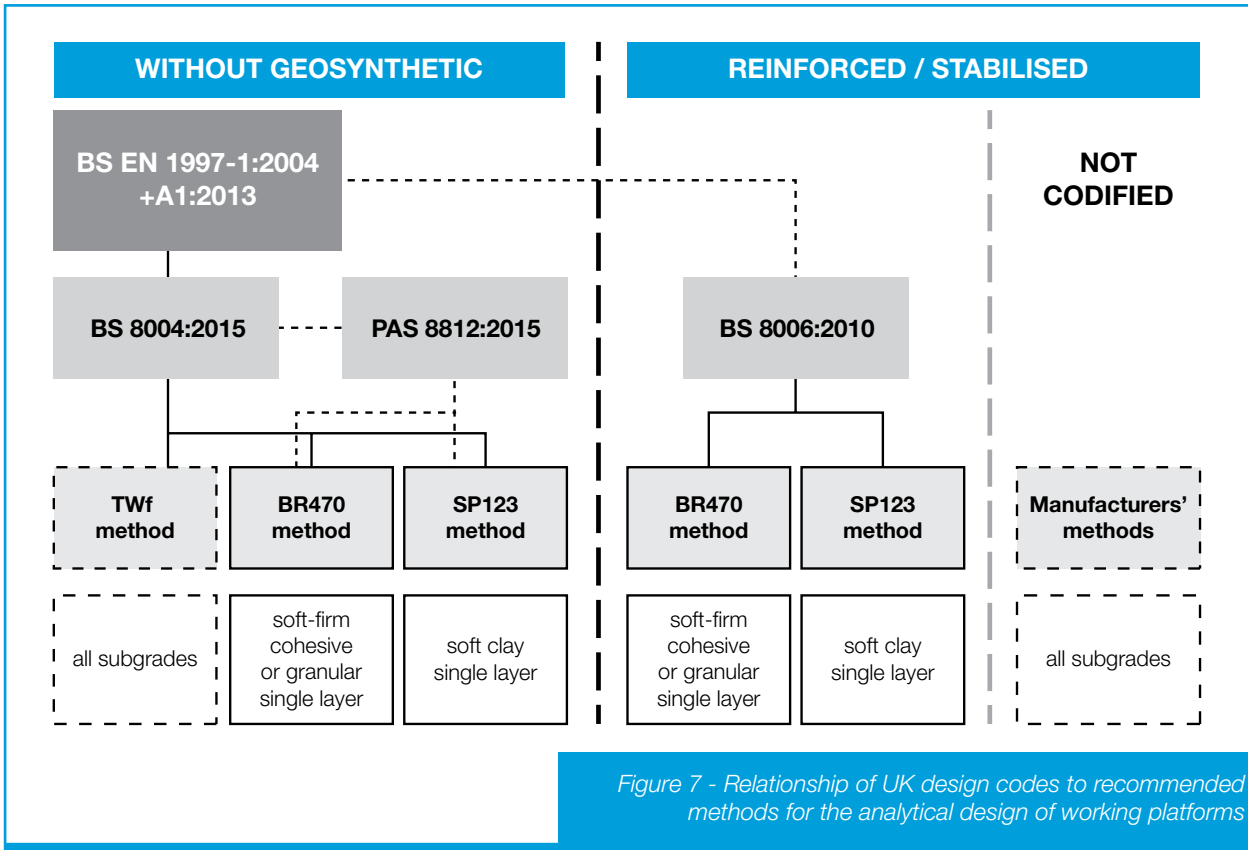 WITHOUT GEOSYNTHETIC
REINFORCED / STABILISED
BS EN 1997-1:2004
+A1:2013
NOT
CODIFIED
BS 8004:2015
PAS 8812:2015
BS 8006:2010
TWf
method
BR470
method
SP123
method
BR470
method
SP123
method
Manufacturers'
methods
all subgrades
soft-firm
cohesive
or granular
single layer
soft clay
single layer
soft-firm
cohesive
or granular
single layer
soft clay
single layer
all subgrades
Figure 7 - Relationship of UK design codes to recommended
methods for the analytical design of working platforms